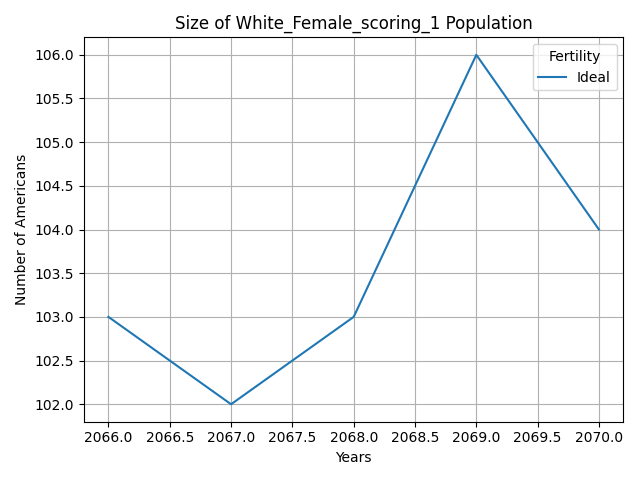 Size of White_Female_scoring_1 Population
Fertility
Ideal
106.0
105.5
105.0
104.5
104.0
103.5
103.0
102.5
102.0
Number of Americans
2066.0 2066.5 2067.0 2067.5 2068.0 2068.5 2069.0 2069.5 2070.0
Years